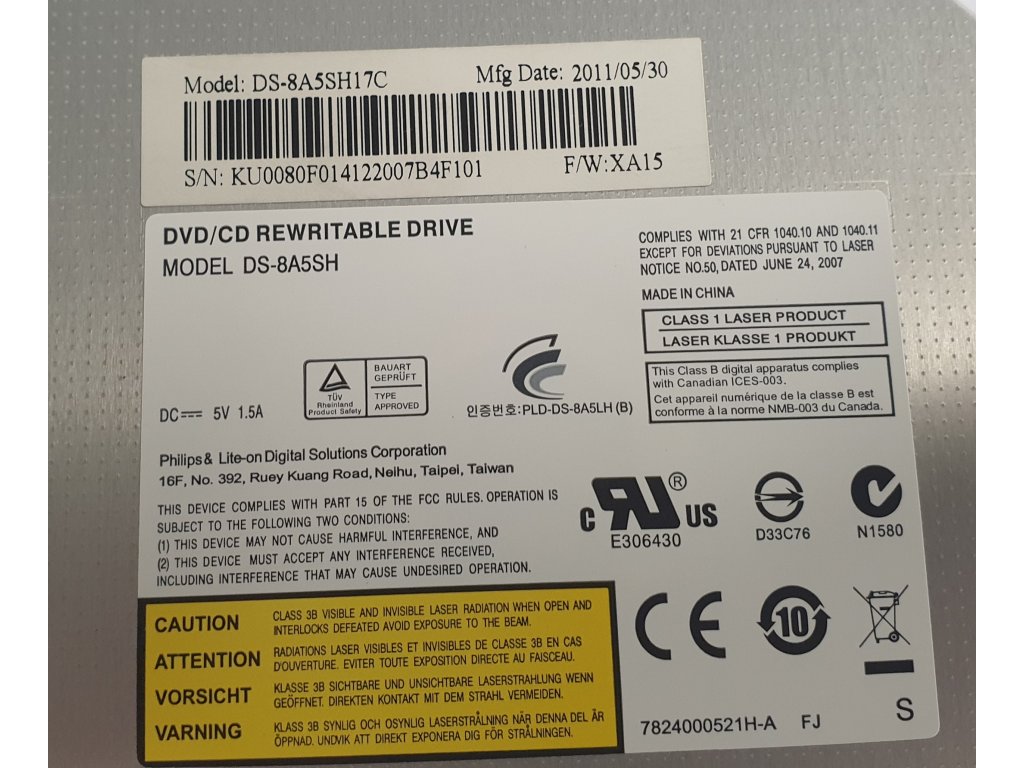 Model: DS-8A5SH17C Mfg Date: 2011/05/30
S/N: KU0080F014122007B4F101 F/W:XA15
DVD/CD REWRITABLE DRIVE
MODEL DS-8A5SH
COMPLIES WITH 21 CFR 1040.10 AND 1040.11
EXCEPT FOR DEVIATIONS PURSUANT TO LASER
NOTICE NO.50, DATED JUNE 24, 2007
MADE IN CHINA
CLASS 1 LASER PRODUCT
LASER KLASSE 1 PRODUKT
This Class B digital apparatus complies
with Canadian ICES-003.
Cet appareil numérique de la classe B est
conforme à la norme NMB-003 du Canada.
DC 5V 1.5A
TÜV
Rheinland
Product Safety
BAUART
GEPRÜFT
TYPE
APPROVED
인증번호:PLD-DS-8A5LH (B)
Philips & Lite-on Digital Solutions Corporation
16F, No. 392, Ruey Kuang Road, Neihu, Taipei, Taiwan
THIS DEVICE COMPLIES WITH PART 15 OF THE FCC RULES. OPERATION IS
SUBJECT TO THE FOLLOWING TWO CONDITIONS:
(1) THIS DEVICE MAY NOT CAUSE HARMFUL INTERFERENCE, AND
(2) THIS DEVICE MUST ACCEPT ANY INTERFERENCE RECEIVED,
INCLUDING INTERFERENCE THAT MAY CAUSE UNDESIRED OPERATION.
c RU ® US
E306430
D33C76
N1580
CAUTION CLASS 3B VISIBLE AND INVISIBLE LASER RADIATION WHEN OPEN AND
INTERLOCKS DEFEATED AVOID EXPOSURE TO THE BEAM.
ATTENTION RADIATIONS LASER VISIBLES ET INVISIBLES DE CLASSE 3B EN CAS
D'OUVERTURE. EVITER TOUTE EXPOSITION DIRECTE AU FAISCEAU.
VORSICHT KLASSE 3B SICHTBARE UND UNSICHTBARE LASERSTRAHLUNG WENN
GEÖFFNET. DIREKTEN KONTAKT MIT DEM STRAHL VERMEIDEN.
VARNING KLASS 3B SYNLIG OCH OSYNLIG LASERSTRÅLNING NÄR DENNA DEL ÄR
ÖPPNAD. UNDVIK ATT DIREKT EXPONERA DIG FÖR STRÅLNINGEN.
CE
10
7824000521H-A FJ S